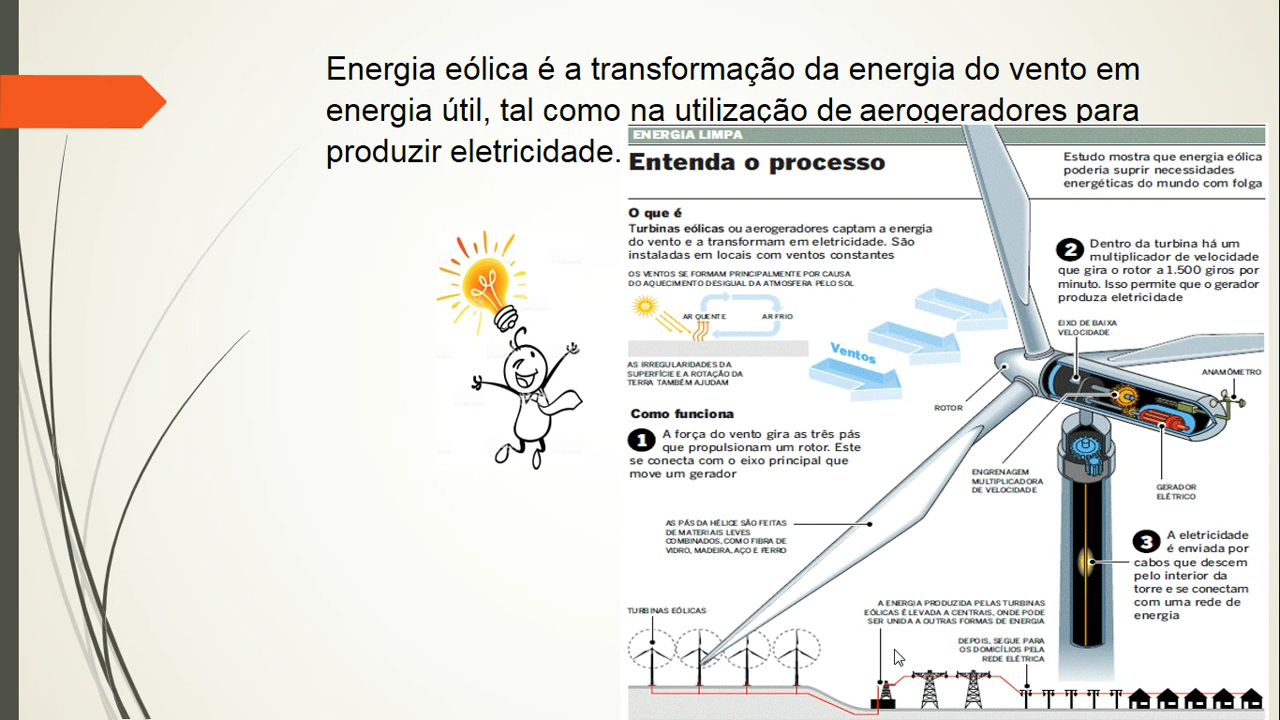 Energia eólica é a transformação da energia do vento em
energia útil, tal como na utilização de aerogeradores para
produzir eletricidade.
ENERGIA LIMPA
Entenda o processo
Estudo mostra que energia eólica
poderia suprir necessidades
energéticas do mundo com folga
O que é
Turbinas eólicas ou aerogeradores captam a energia
do vento e a transformam em eletricidade. São
instaladas em locais com ventos constantes
OS VENTOS SE FORMAM PRINCIPALMENTE POR CAUSA
DO AQUECIMENTO DESIGUAL DA ATMOSFERA PELO SOL
AR QUENTE
AR FRIO
Ventos
AS IRREGULARIDADES DA
SUPERFÍCIE E A ROTAÇÃO DA
TERRA TAMBÉM AJUDAM
2 Dentro da turbina há um
multiplicador de velocidade
que gira o rotor a 1.500 giros por
minuto. Isso permite que o gerador
produza eletricidade
EIXO DE BAIXA
VELOCIDADE
ANAMÔMETRO
ROTOR
Como funciona
1 A força do vento gira as três pás
que propulsionam um rotor. Este
se conecta com o eixo principal que
move um gerador
ENGRENAGEM
MULTIPLICADORA
DE VELOCIDADE
GERADOR
ELÉTRICO
AS PÁS DA HÉLICE SÃO FEITAS
DE MATERIAIS LEVES
COMBINADOS, COMO FIBRA DE
VIDRO, MADEIRA, AÇO E FERRO
3 A eletricidade
é enviada por
cabos que descem
pelo interior da
torre e se conectam
com uma rede de
energia
TURBINAS EÓLICAS
A ENERGIA PRODUZIDA PELAS TURBINAS
EÓLICAS É LEVADA A CENTRAIS, ONDE PODE
SER UNIDA A OUTRAS FORMAS DE ENERGIA
DEPOIS, SEGUE PARA
OS DOMICÍLIOS PELA
REDE ELÉTRICA